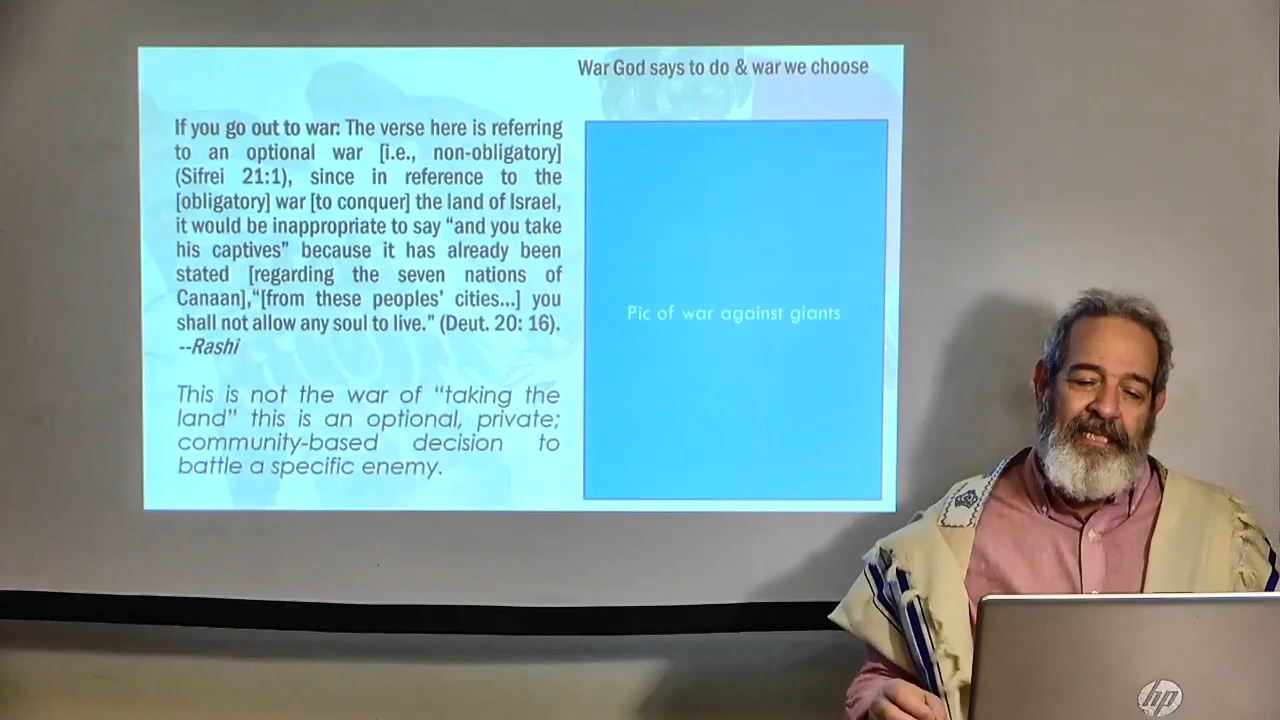 War God says to do & war we choose
If you go out to war: The verse here is referring
to an optional war [i.e., non-obligatory]
(Sifrei 21:1), since in reference to the
[obligatory] war [to conquer] the land of Israel,
it would be inappropriate to say “and you take
his captives” because it has already been
stated [regarding the seven nations of
Canaan],“[from these peoples’ cities...] you
shall not allow any soul to live.” (Deut. 20: 16).
--Rashi
This is not the war of “taking the
land” this is an optional, private;
community-based decision to
battle a specific enemy.
Pic of war against giants
hp